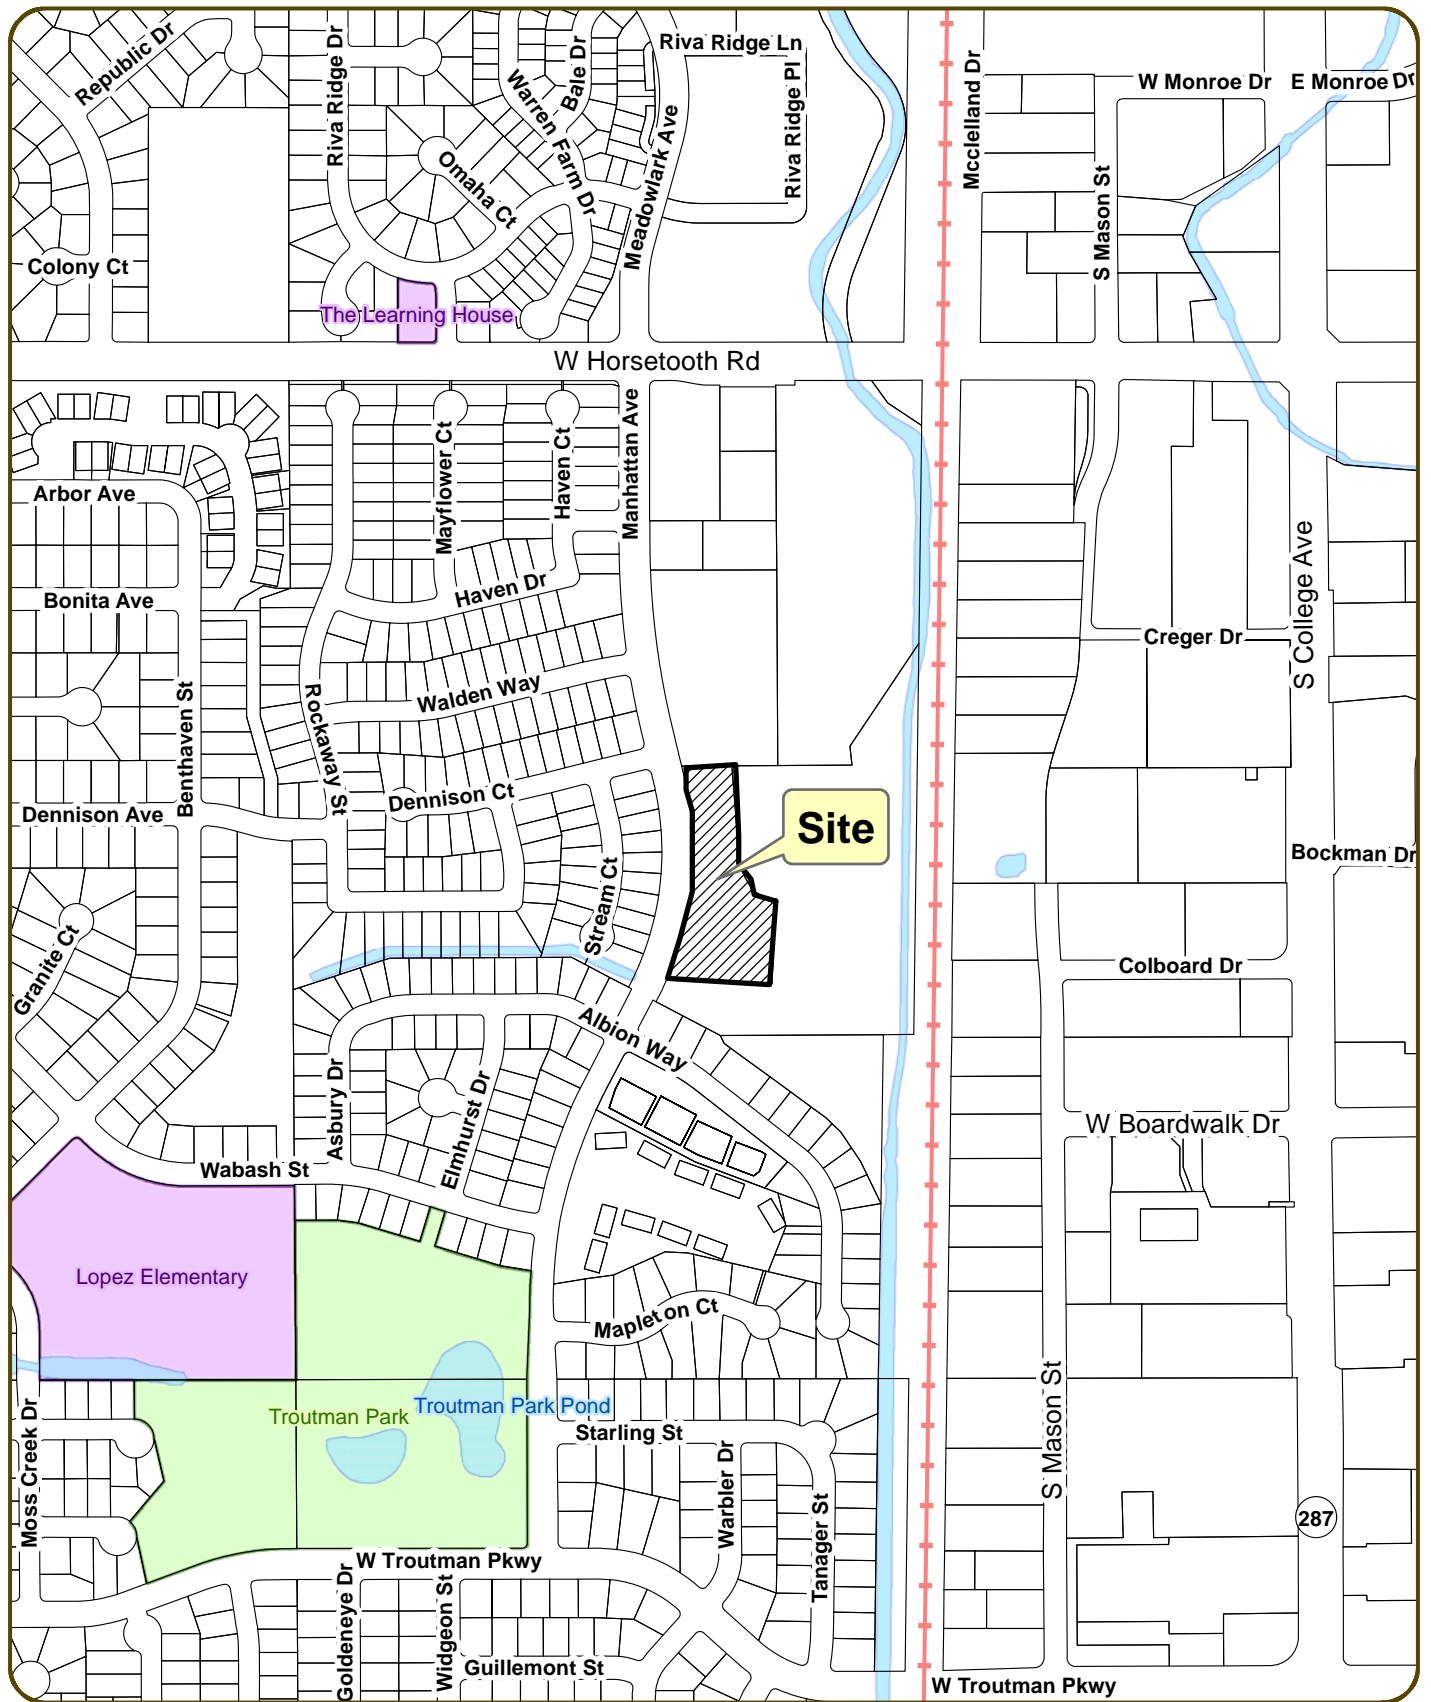 Republic Dr
Riva Ridge Dr
Bale Dr
Warren Farm Dr
Riva Ridge Ln
Riva Ridge Pl
Mcclelland Dr
W Monroe Dr
E Monroe Dr
Omaha Ct
Meadowlark Ave
S Mason St
Colony Ct
The Learning House
W Horsetooth Rd
Mayflower Ct
Haven Ct
Manhattan Ave
Arbor Ave
Bonita Ave
Haven Dr
S College Ave
Creger Dr
Benthaven St
Rockaway St
Walden Way
Dennison Ct
Dennison Ave
Site
Bockman Dr
Stream Ct
Granite Ct
Colboard Dr
Albion Way
Asbury Dr
Elmhurst Dr
W Boardwalk Dr
Wabash St
Lopez Elementary
Mapleton Ct
Troutman Park
Troutman Park Pond
S Mason St
Moss Creek Dr
Starling St
Warbler Dr
Tanager St
287
W Troutman Pkwy
Goldeneye Dr
Widgeon St
Guillemont St
W Troutman Pkwy